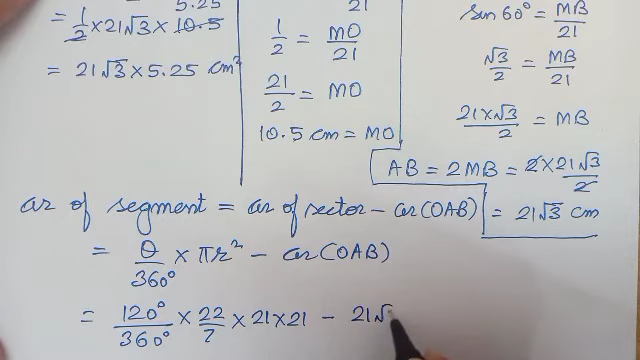 5.25
= 1/2 × 21√3 × 10.5
= 21√3 × 5.25 cm²
21
1/2 = MO/21
21/2 = MO
10.5 cm = MO
sin 60° = MB/21
√3/2 = MB/21
21×√3/2 = MB
AB = 2MB = 2×21√3/2
= 21√3 cm
ar of segment = ar of sector − ar(OAB)
= θ/360° × πr² − ar(OAB)
= 120°/360° × 22/7 × 21 × 21 − 21√